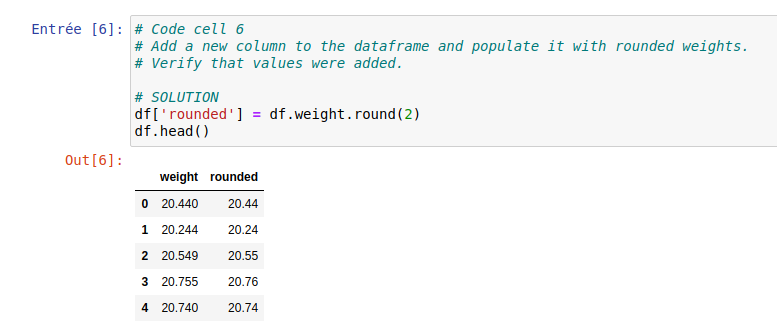 Entrée [6]: # Code cell 6
# Add a new column to the dataframe and populate it with rounded weights.
# Verify that values were added.
# SOLUTION
df['rounded'] = df.weight.round(2)
df.head()
Out[6]:
weight rounded
0 20.440 20.44
1 20.244 20.24
2 20.549 20.55
3 20.755 20.76
4 20.740 20.74